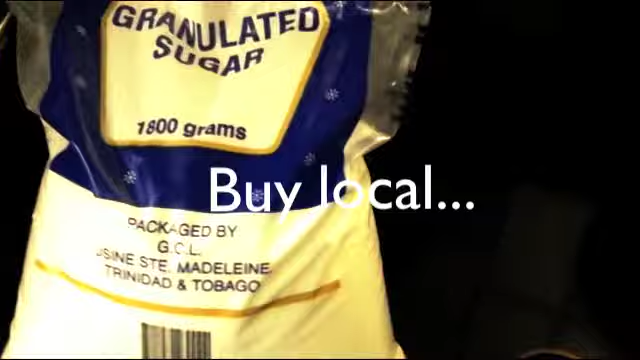 GRANULATED
SUGAR
1800 grams
Buy local...
PACKAGED BY
G.C.L.
USINE STE. MADELEINE,
TRINIDAD & TOBAGO